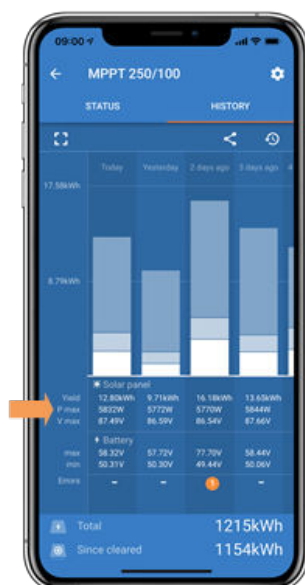 09:00
MPPT 250/100
STATUS HISTORY
Today Yesterday 2 days ago 3 days ago 4
17.58kWh
8.79kWh
Solar panel
Yield 12.80kWh 9.71kWh 16.18kWh 13.65kWh
P max 5832W 5772W 5770W 5844W
V max 87.49V 86.59V 86.54V 87.66V
Battery
max 58.32V 57.72V 77.70V 58.44V
min 50.31V 50.30V 49.44V 50.06V
Errors - - 1 -
Total 1215kWh
Since cleared 1154kWh